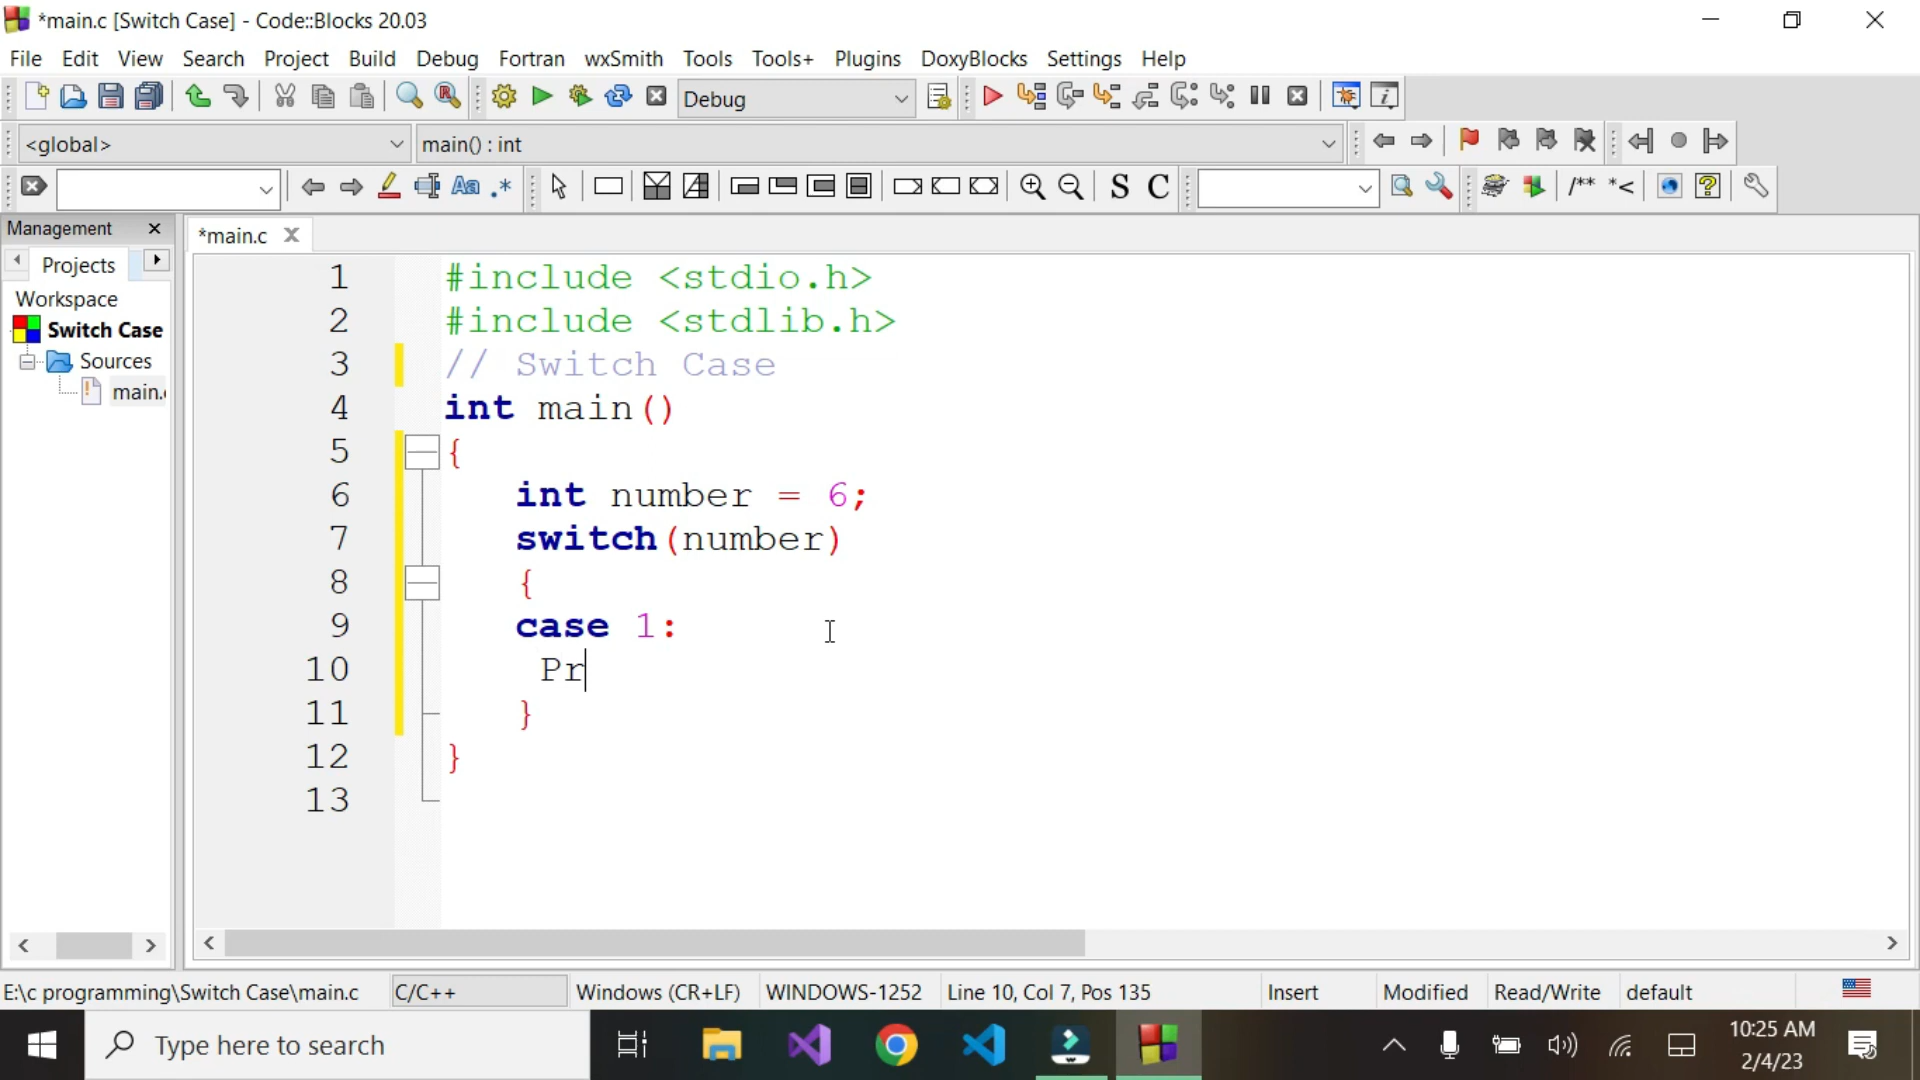 *main.c [Switch Case] - Code::Blocks 20.03
File Edit View Search Project Build Debug Fortran wxSmith Tools Tools+ Plugins DoxyBlocks Settings Help
Debug
<global> main() : int
S C /** *<
Management
*main.c
Projects
Workspace
Switch Case
Sources
main.
1 #include <stdio.h>
2 #include <stdlib.h>
3 // Switch Case
4 int main()
5 {
6 int number = 6;
7 switch(number)
8 {
9 case 1:
10 Pr
11 }
12 }
13
E:\c programming\Switch Case\main.c C/C++ Windows (CR+LF) WINDOWS-1252 Line 10, Col 7, Pos 135 Insert Modified Read/Write default
Type here to search
10:25 AM
2/4/23